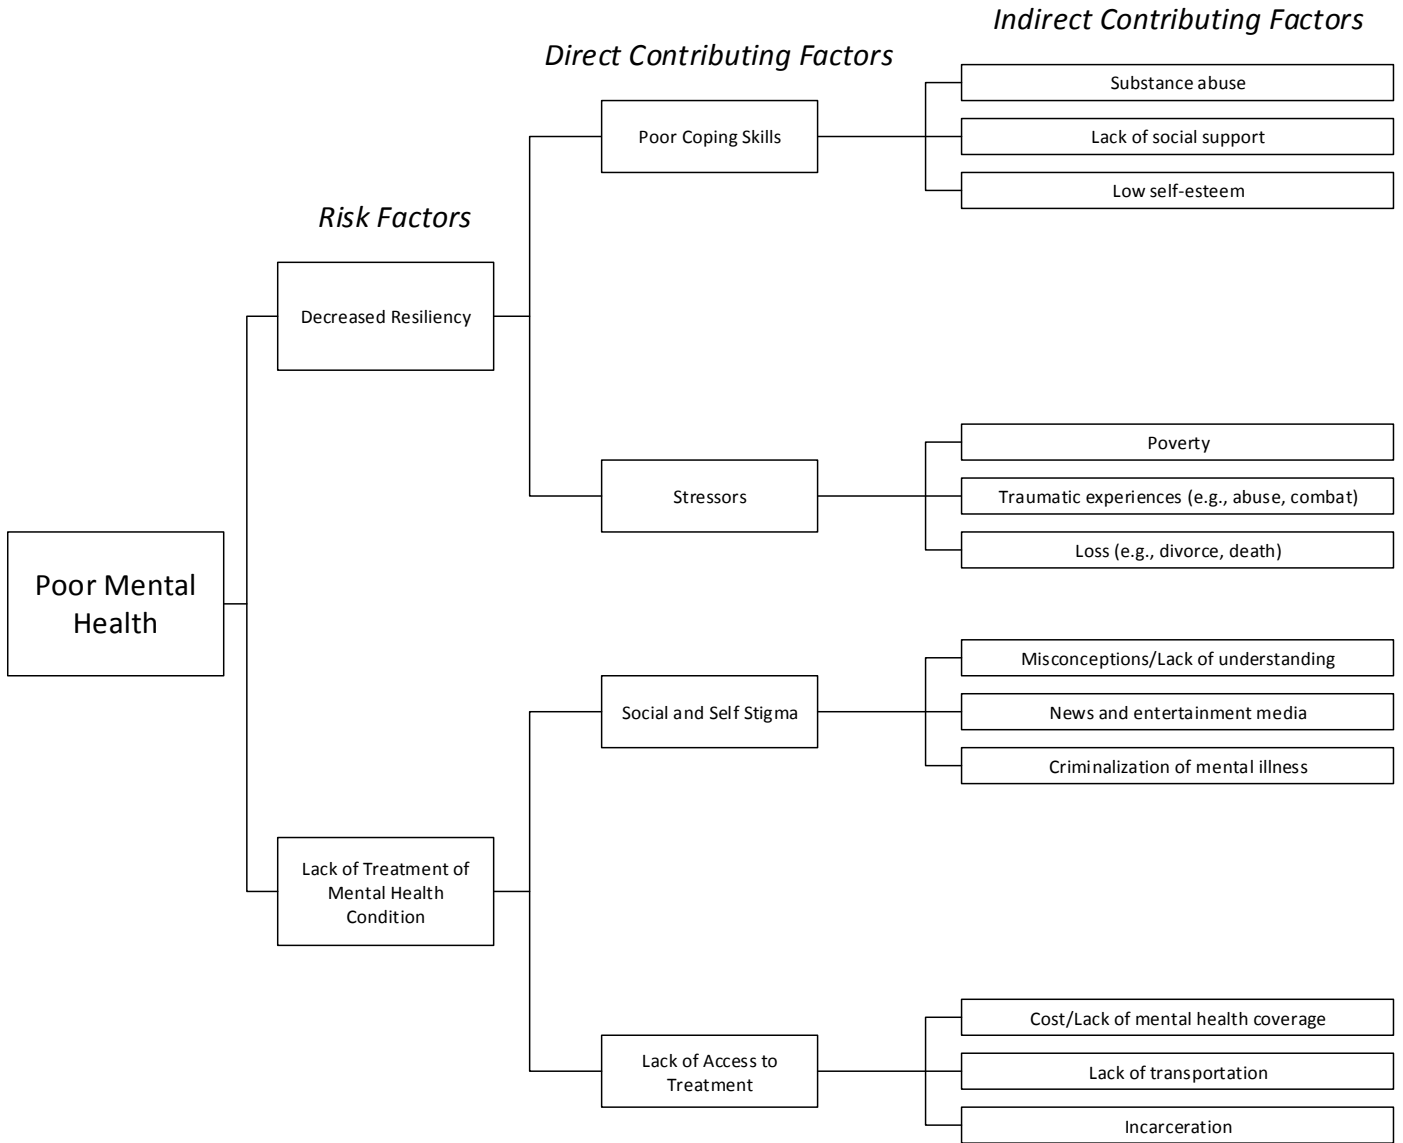 Indirect Contributing Factors
Direct Contributing Factors
Substance abuse
Poor Coping Skills
Lack of social support
Low self-esteem
Risk Factors
Decreased Resiliency
Poverty
Stressors
Traumatic experiences (e.g., abuse, combat)
Loss (e.g., divorce, death)
Poor Mental
Health
Misconceptions/Lack of understanding
Social and Self Stigma
News and entertainment media
Criminalization of mental illness
Lack of Treatment of
Mental Health
Condition
Cost/Lack of mental health coverage
Lack of Access to
Treatment
Lack of transportation
Incarceration